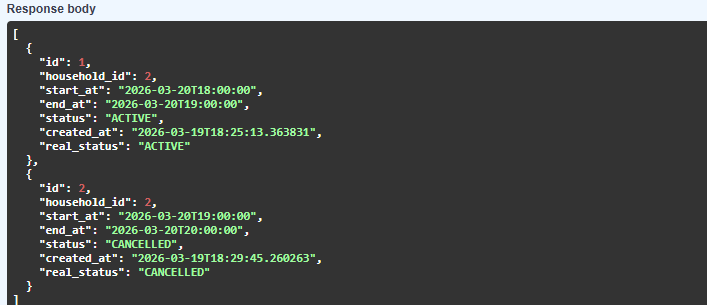 Response body
[
  {
    "id": 1,
    "household_id": 2,
    "start_at": "2026-03-20T18:00:00",
    "end_at": "2026-03-20T19:00:00",
    "status": "ACTIVE",
    "created_at": "2026-03-19T18:25:13.363831",
    "real_status": "ACTIVE"
  },
  {
    "id": 2,
    "household_id": 2,
    "start_at": "2026-03-20T19:00:00",
    "end_at": "2026-03-20T20:00:00",
    "status": "CANCELLED",
    "created_at": "2026-03-19T18:29:45.260263",
    "real_status": "CANCELLED"
  }
]